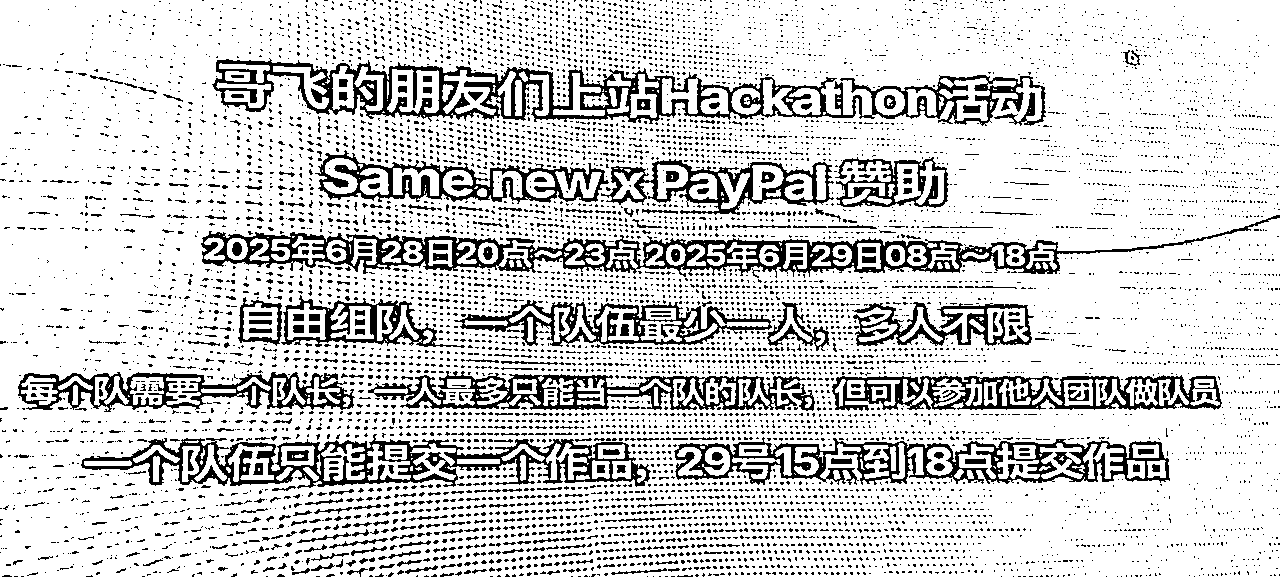 哥飞的朋友们上站Hackathon活动
Same.new x PayPal 赞助
2025年6月28日20点～23点 2025年6月29日08点～18点
自由组队，一个队伍最少一人，多人不限
每个队需要一个队长，一人最多只能当一个队的队长，但可以参加他人团队做队员
一个队伍只能提交一个作品，29号15点到18点提交作品